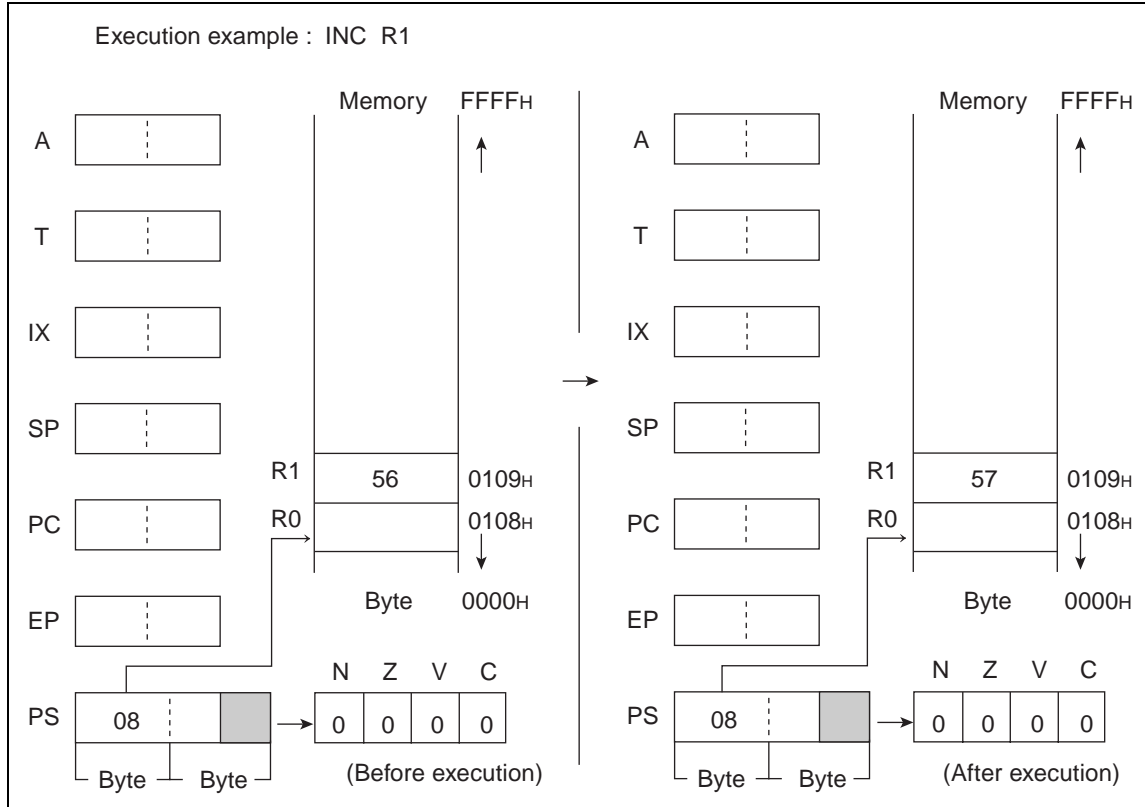 Execution example : INC R1
Memory FFFFH
A
T
IX
SP
R1 56 0109H
PC R0 0108H
Byte 0000H
EP
N Z V C
PS 08 0 0 0 0
Byte Byte (Before execution)
Memory FFFFH
A
T
IX
SP
R1 57 0109H
PC R0 0108H
Byte 0000H
EP
N Z V C
PS 08 0 0 0 0
Byte Byte (After execution)